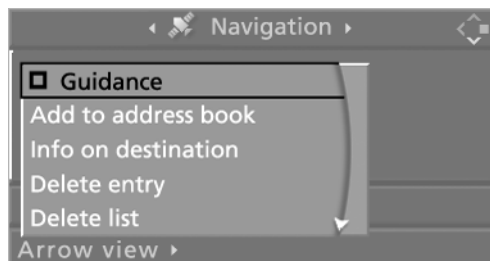 Navigation
Guidance
Add to address book
Info on destination
Delete entry
Delete list
Arrow view